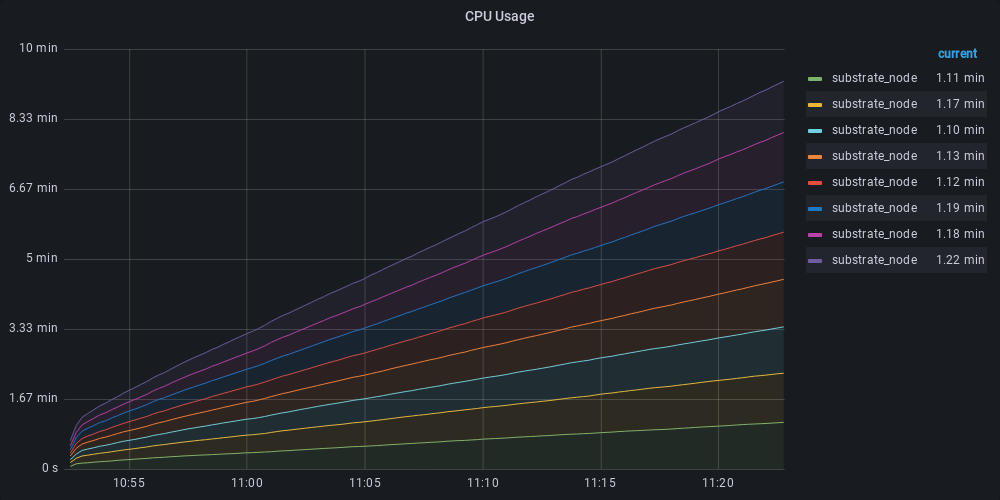 CPU Usage
10 min
8.33 min
6.67 min
5 min
3.33 min
1.67 min
0 s
10:55 11:00 11:05 11:10 11:15 11:20
current
substrate_node 1.11 min
substrate_node 1.17 min
substrate_node 1.10 min
substrate_node 1.13 min
substrate_node 1.12 min
substrate_node 1.19 min
substrate_node 1.18 min
substrate_node 1.22 min